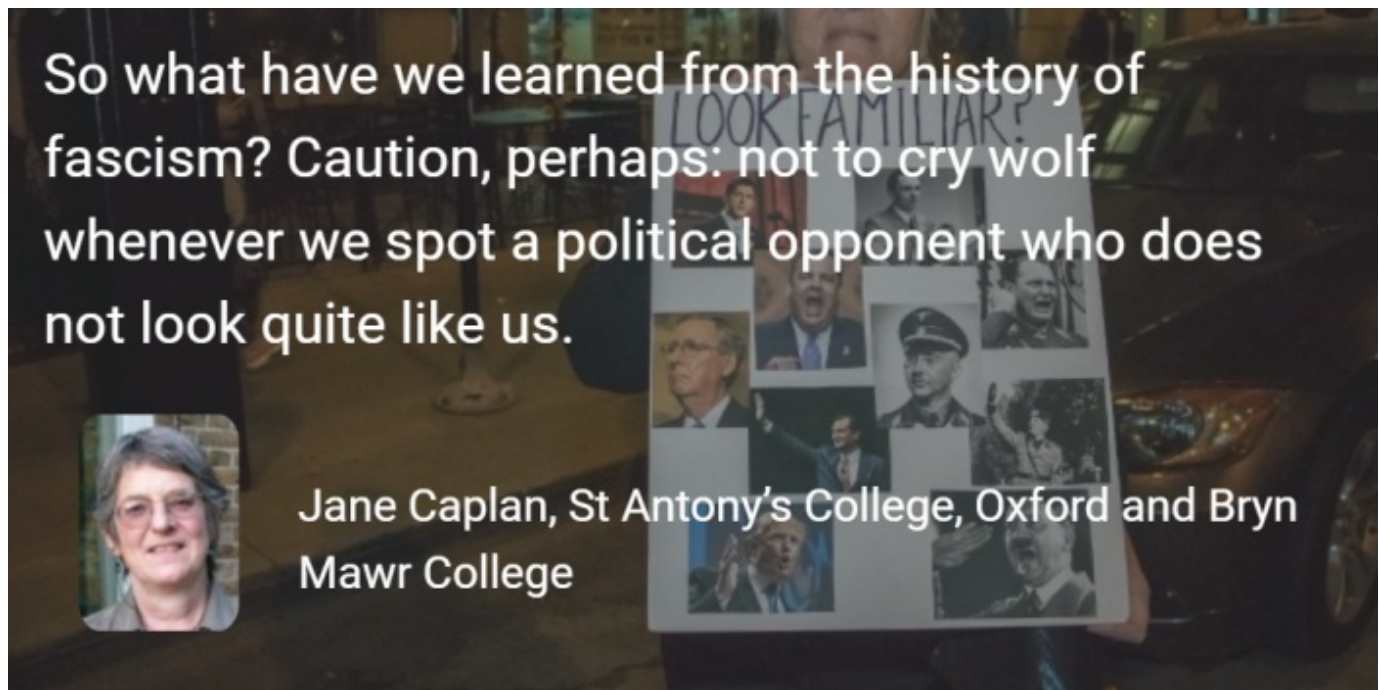 So what have we learned from the history of
LOOK FAMILIAR?
fascism? Caution, perhaps: not to cry wolf
whenever we spot a political opponent who does
not look quite like us.
Jane Caplan, St Antony’s College, Oxford and Bryn
Mawr College